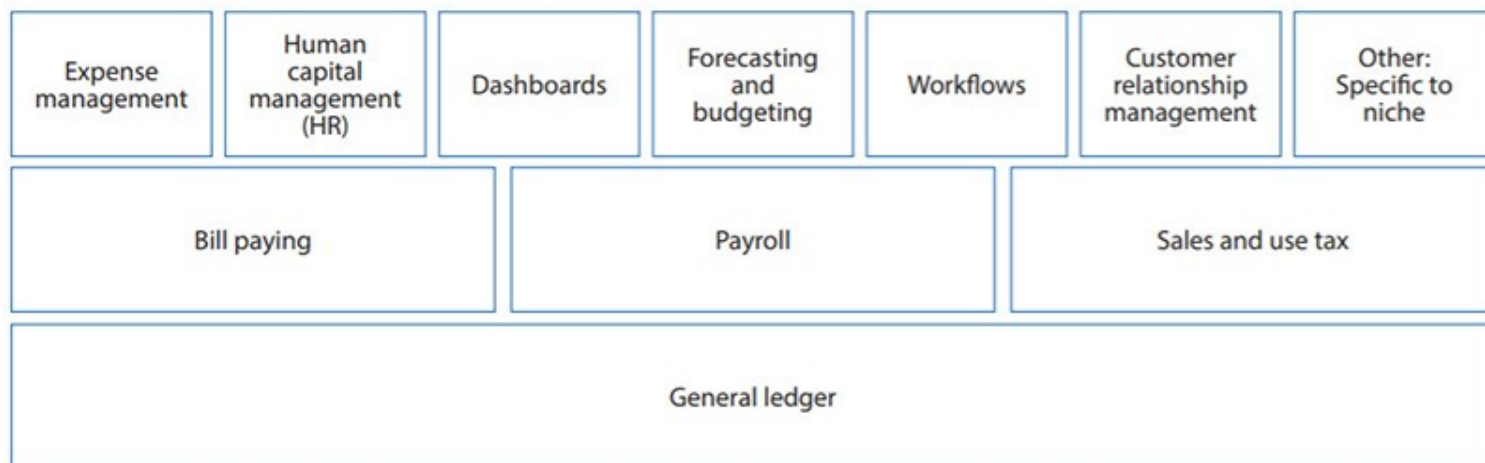 Expense
management
Human
capital
management
(HR)
Dashboards
Forecasting
and
budgeting
Workflows
Customer
relationship
management
Other:
Specific to
niche
Bill paying
Payroll
Sales and use tax
General ledger